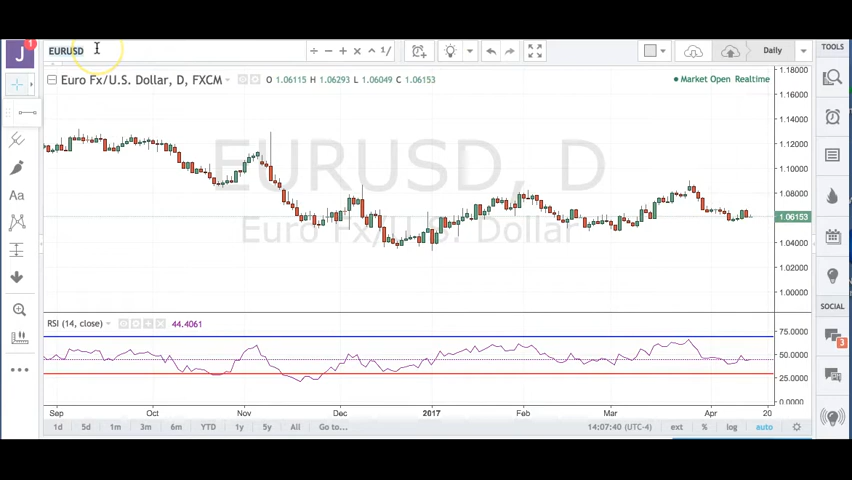 J
1
EURUSD
÷ − + × ^ 1/
Daily
TOOLS
Euro Fx/U.S. Dollar, D, FXCM
O 1.06115 H 1.06293 L 1.06049 C 1.06153
Market Open Realtime
EURUSD, D
Euro Fx/U.S. Dollar
Aa
1.18000
1.16000
1.14000
1.12000
1.10000
1.08000
1.06153
1.04000
1.02000
1.00000
RSI (14, close)
44.4061
75.0000
50.0000
25.0000
0.0000
SOCIAL
3
Sep Oct Nov Dec 2017 Feb Mar Apr 20
1d 5d 1m 3m 6m YTD 1y 5y All Go to...
14:07:40 (UTC-4) ext % log auto